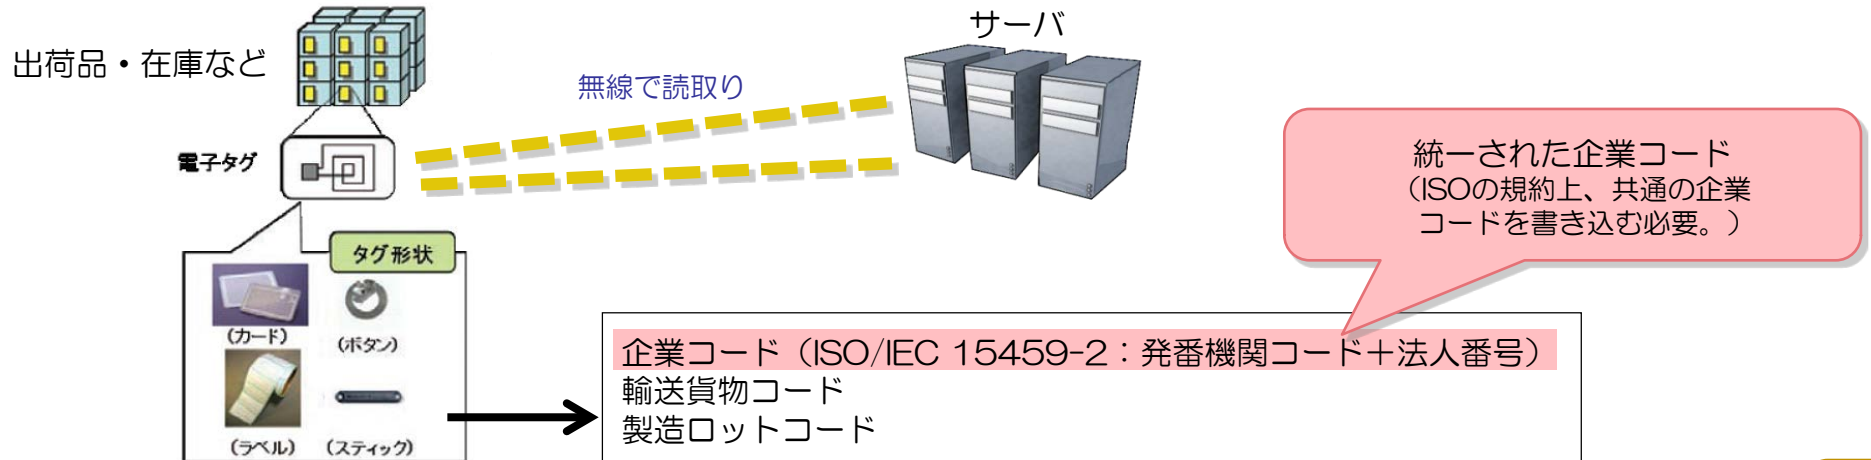 サーバ
出荷品・在庫など
無線で読取り
電子タグ
統一された企業コード
（ISOの規約上、共通の企業
コードを書き込む必要。）
タグ形状
(カード)
(ボタン)
(ラベル)
(スティック)
企業コード（ISO/IEC 15459-2：発番機関コード＋法人番号）
輸送貨物コード
製造ロットコード